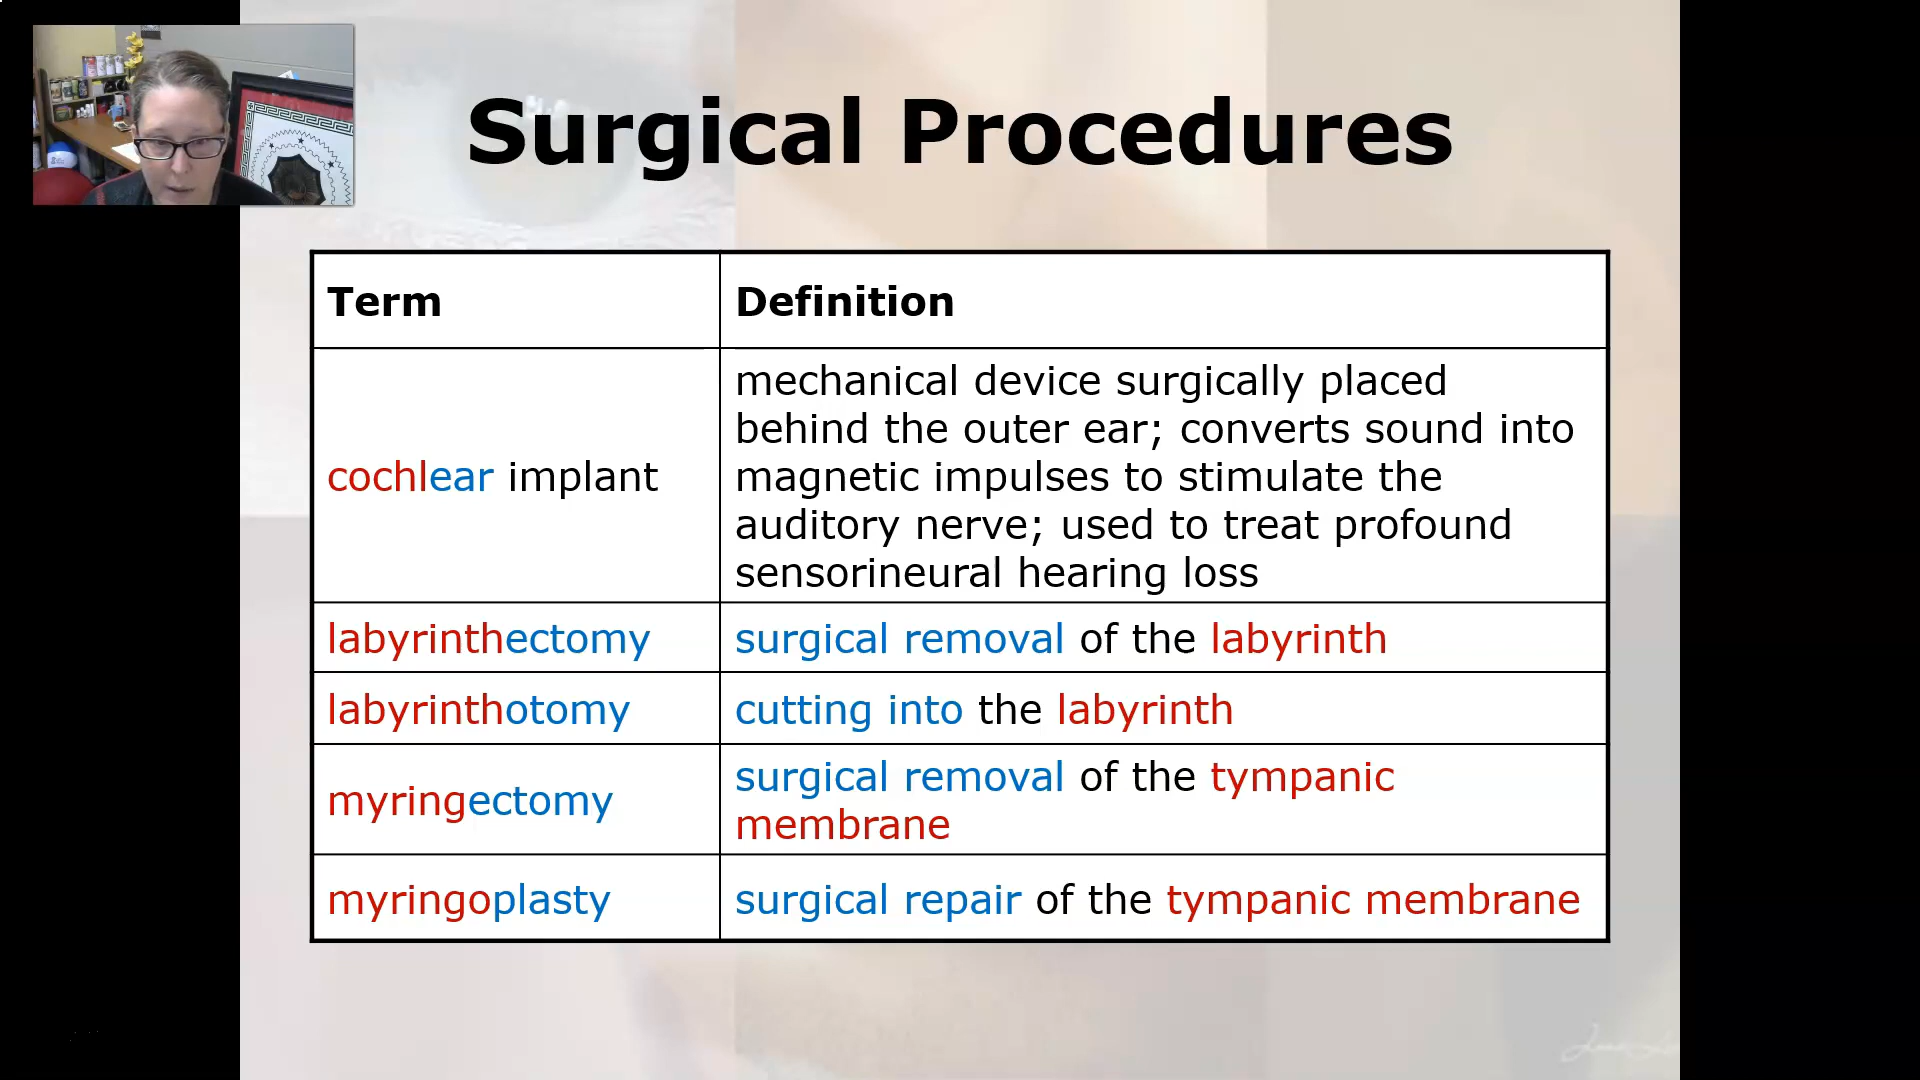 Surgical Procedures
Term
Definition
cochlear implant
mechanical device surgically placed
behind the outer ear; converts sound into
magnetic impulses to stimulate the
auditory nerve; used to treat profound
sensorineural hearing loss
labyrinthectomy
surgical removal of the labyrinth
labyrinthotomy
cutting into the labyrinth
myringectomy
surgical removal of the tympanic
membrane
myringoplasty
surgical repair of the tympanic membrane